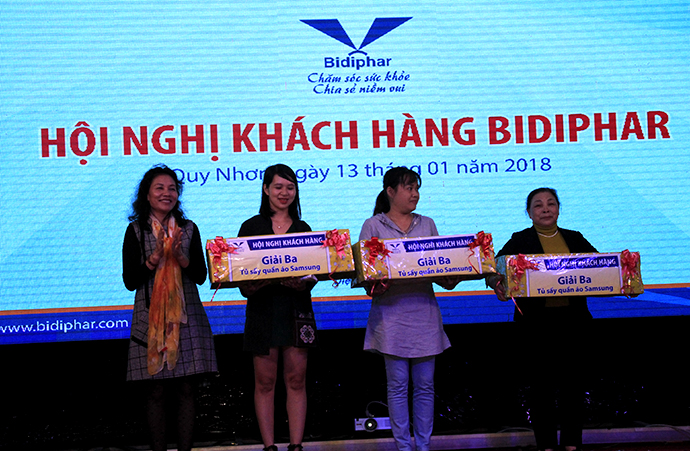 Bidiphar
Chăm sóc sức khỏe
Chia sẻ niềm vui
HỘI NGHỊ KHÁCH HÀNG BIDIPHAR
Quy Nhơn, ngày 13 tháng 01 năm 2018
HỘI NGHỊ KHÁCH HÀNG
Giải Ba
Tủ sấy quần áo Samsung
HỘI NGHỊ KHÁCH HÀNG
Giải Ba
Tủ sấy quần áo Samsung
HỘI NGHỊ KHÁCH HÀNG
Giải Ba
Tủ sấy quần áo Samsung
www.bidiphar.com